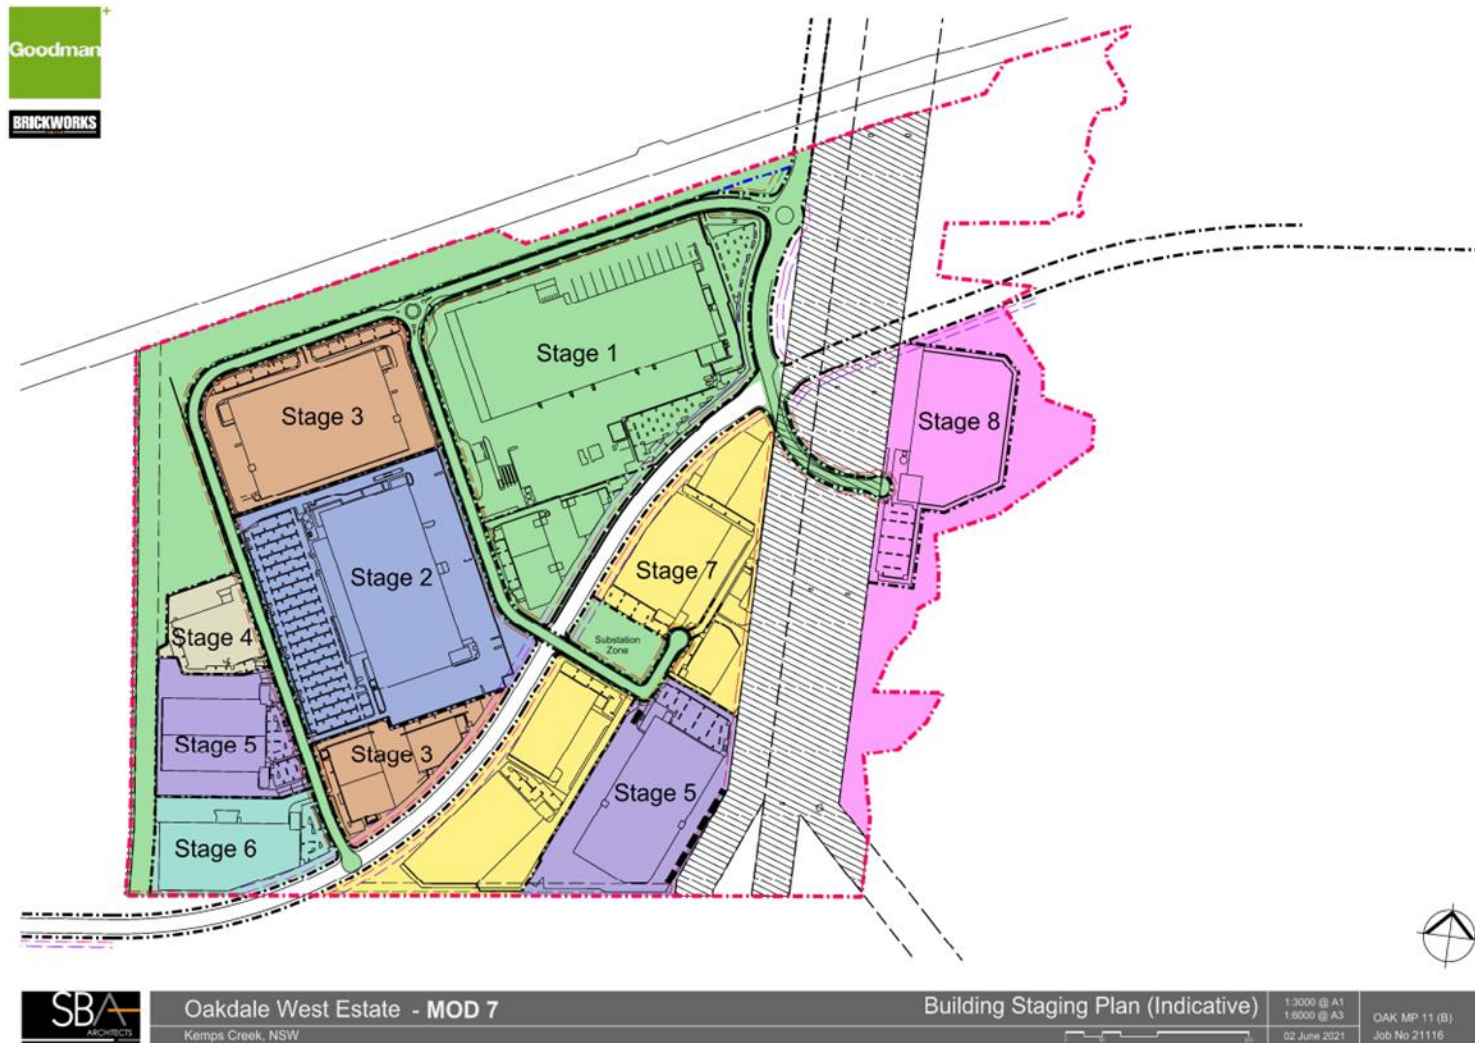 Goodman
BRICKWORKS
Stage 1
Stage 3
Stage 8
Stage 2
Stage 7
Stage 4
Substation
Zone
Stage 5
Stage 3
Stage 5
Stage 6
SBA
ARCHITECTS
Oakdale West Estate - MOD 7
Kemps Creek, NSW
Building Staging Plan (Indicative)
1:3000 @ A1
1:6000 @ A3
02 June 2021
OAK MP 11 (B)
Job No 21116